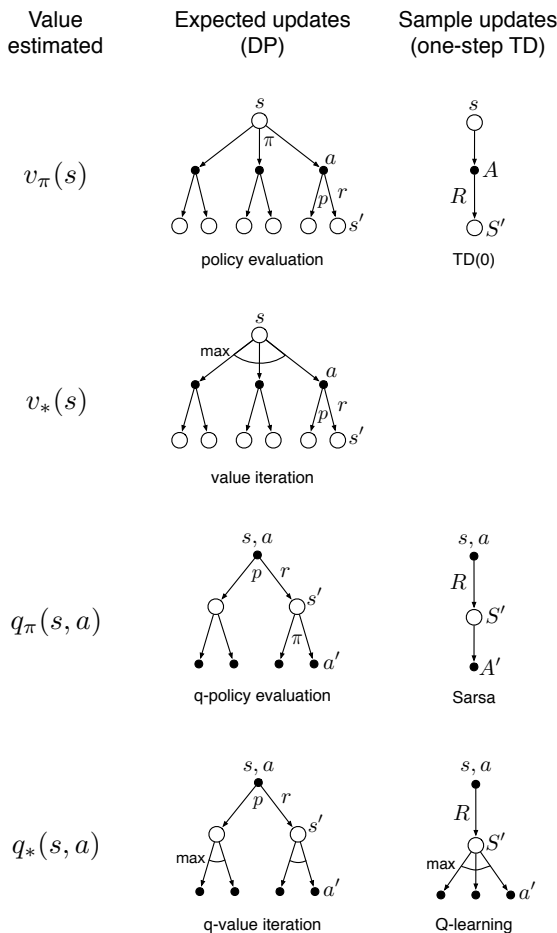 Value estimated
Expected updates (DP)
Sample updates (one-step TD)
v_π(s)
s
π
a
p r
s′
policy evaluation
s
A
R
S′
TD(0)
v_*(s)
s
max
a
p r
s′
value iteration
q_π(s, a)
s, a
p r
s′
π
a′
q-policy evaluation
s, a
R
S′
A′
Sarsa
q_*(s, a)
s, a
p r
s′
max
a′
q-value iteration
s, a
R
S′
max
a′
Q-learning